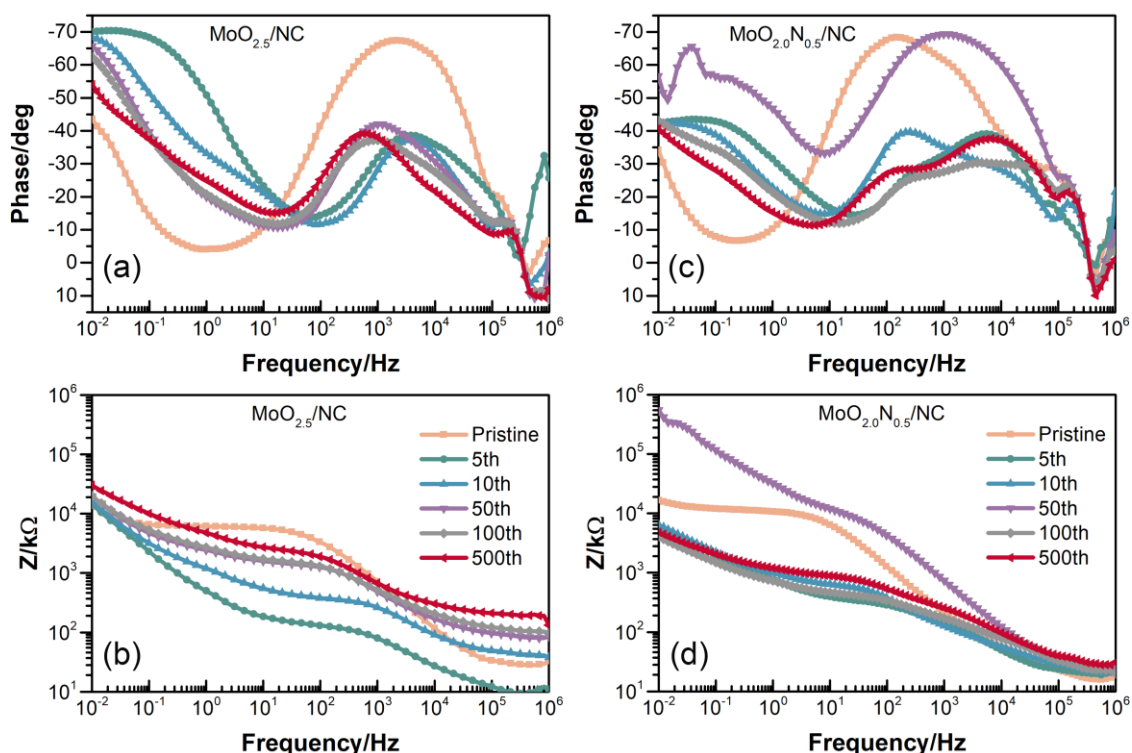 MoO2.5/NC
-70
-60
-50
-40
-30
-20
-10
0
10
Phase/deg
(a)
10-2 10-1 100 101 102 103 104 105 106
Frequency/Hz
MoO2.0N0.5/NC
-70
-60
-50
-40
-30
-20
-10
0
10
Phase/deg
(c)
10-2 10-1 100 101 102 103 104 105 106
Frequency/Hz
MoO2.5/NC
106
105
104
103
102
101
Z/kΩ
Pristine
5th
10th
50th
100th
500th
(b)
10-2 10-1 100 101 102 103 104 105 106
Frequency/Hz
MoO2.0N0.5/NC
106
105
104
103
102
101
Z/kΩ
Pristine
5th
10th
50th
100th
500th
(d)
10-2 10-1 100 101 102 103 104 105 106
Frequency/Hz